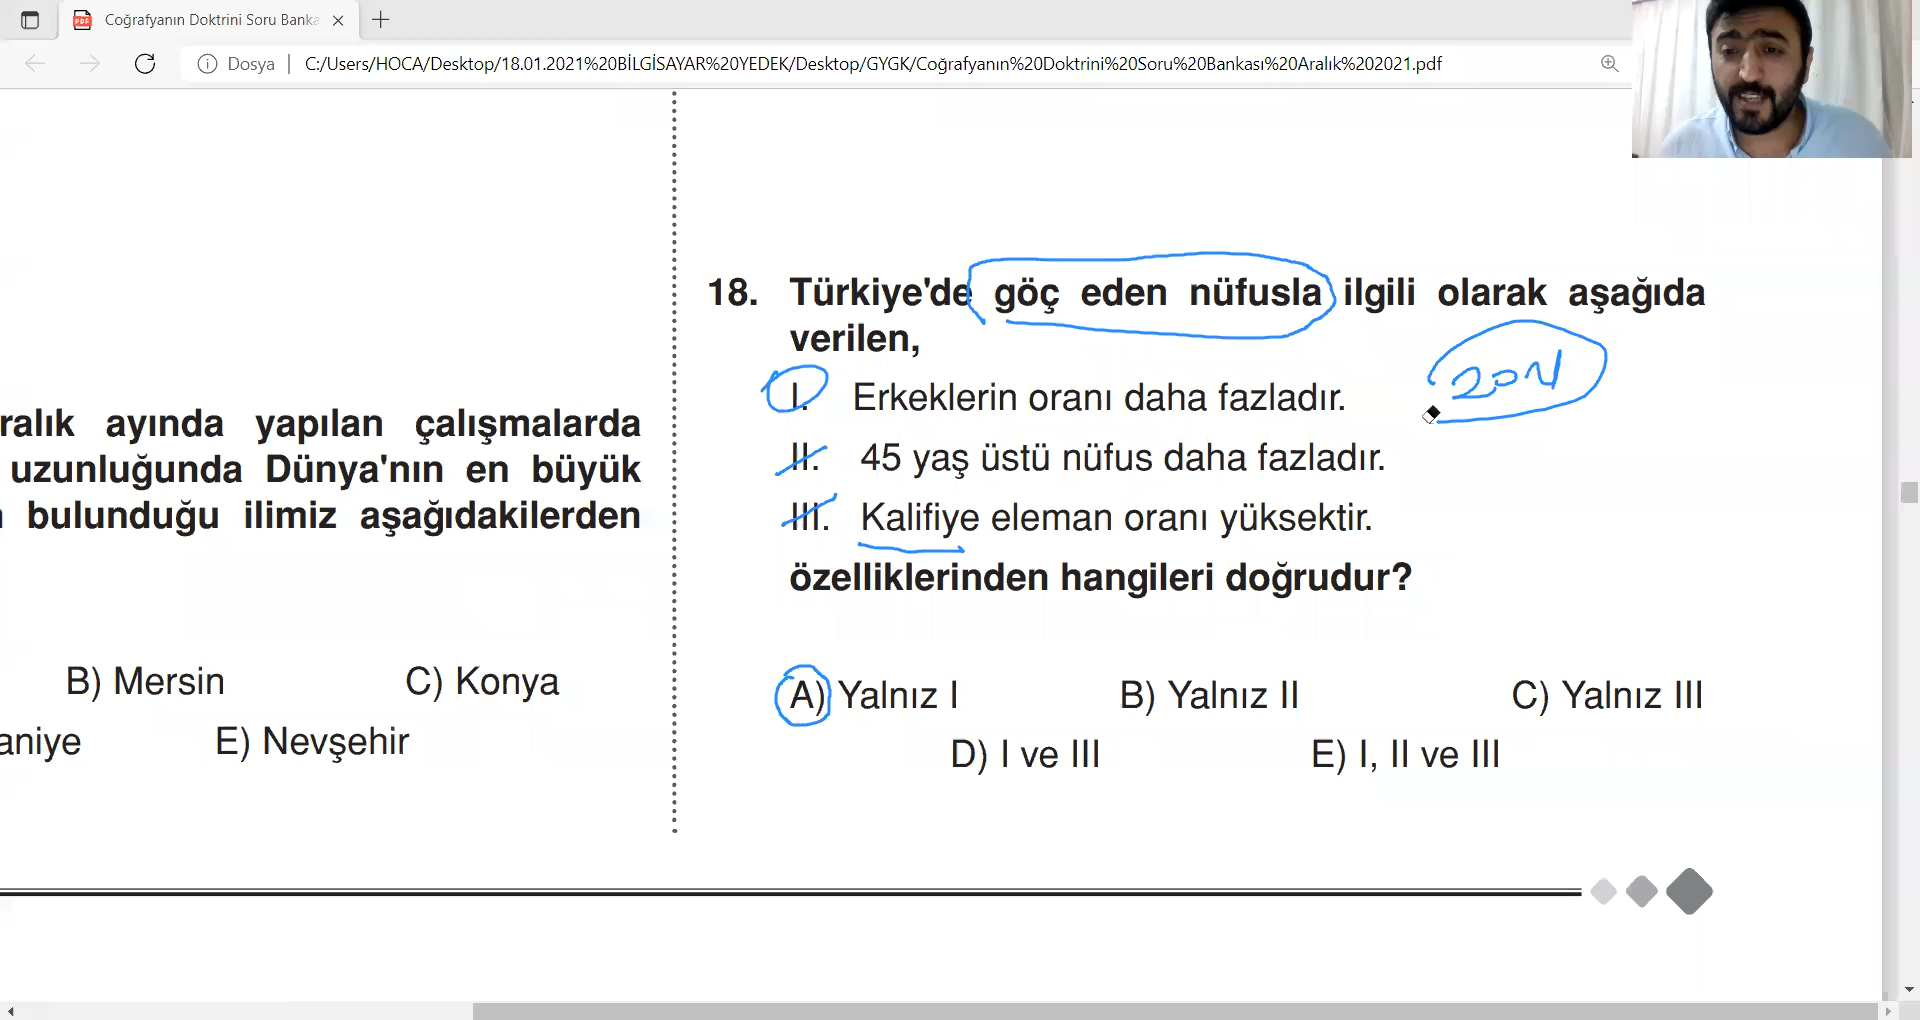 Coğrafyanın Doktrini Soru Banka
Dosya | C:/Users/HOCA/Desktop/18.01.2021%20BİLGİSAYAR%20YEDEK/Desktop/GYGK/Coğrafyanın%20Doktrini%20Soru%20Bankası%20Aralık%202021.pdf
ralık ayında yapılan çalışmalarda
uzunluğunda Dünya'nın en büyük
bulunduğu ilimiz aşağıdakilerden
B) Mersin C) Konya
aniye E) Nevşehir
18. Türkiye'de göç eden nüfusla ilgili olarak aşağıda
verilen,
I. Erkeklerin oranı daha fazladır.
II. 45 yaş üstü nüfus daha fazladır.
III. Kalifiye eleman oranı yüksektir.
özelliklerinden hangileri doğrudur?
A) Yalnız I B) Yalnız II C) Yalnız III
D) I ve III E) I, II ve III